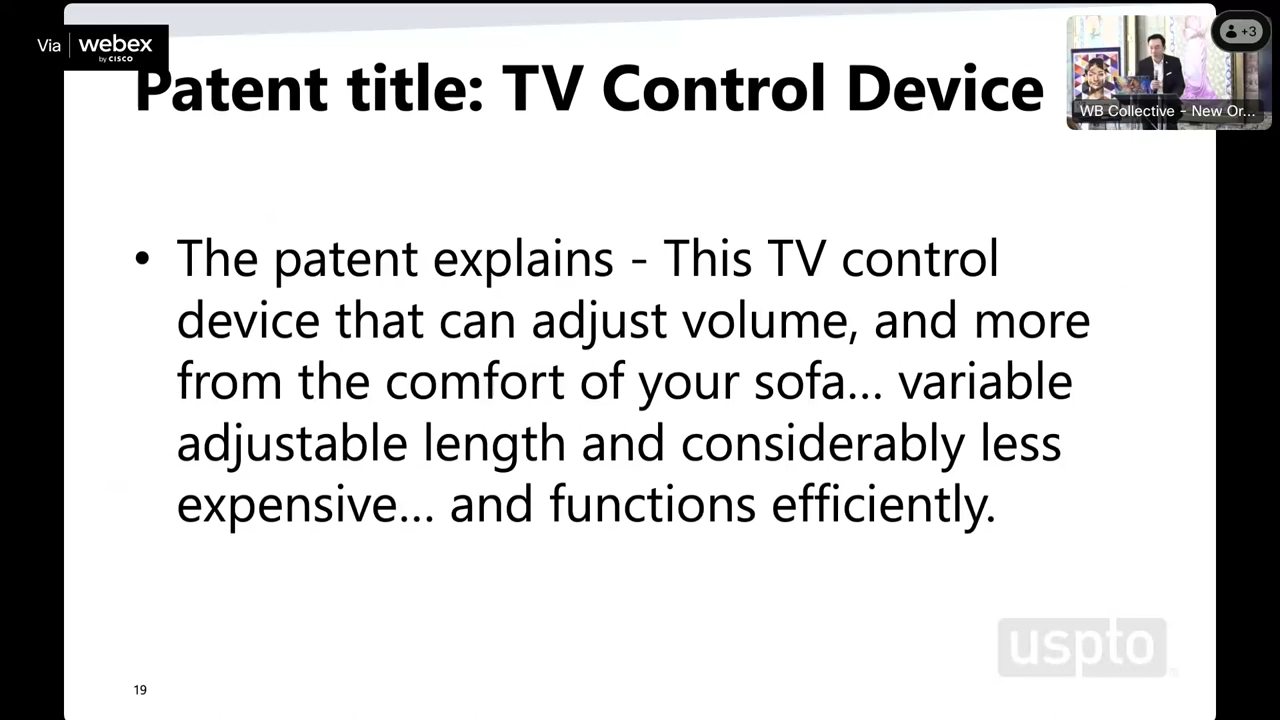 Via webex
by CISCO
+3
Patent title: TV Control Device
WB Collective - New Or...
• The patent explains - This TV control
device that can adjust volume, and more
from the comfort of your sofa... variable
adjustable length and considerably less
expensive... and functions efficiently.
uspto
19